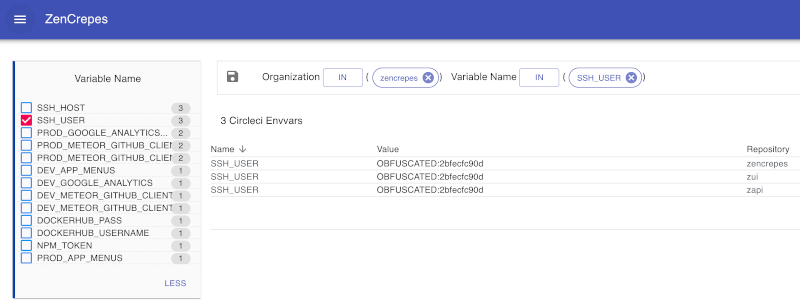 ZenCrepes
Variable Name
SSH_HOST 3
SSH_USER 3
PROD_GOOGLE_ANALYTICS... 2
PROD_METEOR_GITHUB_CLIEN 2
PROD_METEOR_GITHUB_CLIEN 2
DEV_APP_MENUS 1
DEV_GOOGLE_ANALYTICS 1
DEV_METEOR_GITHUB_CLIENT 1
DEV_METEOR_GITHUB_CLIENT 1
DOCKERHUB_PASS 1
DOCKERHUB_USERNAME 1
NPM_TOKEN 1
PROD_APP_MENUS 1
LESS
Organization IN ( zencrepes ) Variable Name IN ( SSH_USER )
3 Circleci Envvars
Name Value Repository
SSH_USER OBFUSCATED:2bfecfc90d zencrepes
SSH_USER OBFUSCATED:2bfecfc90d zui
SSH_USER OBFUSCATED:2bfecfc90d zapi